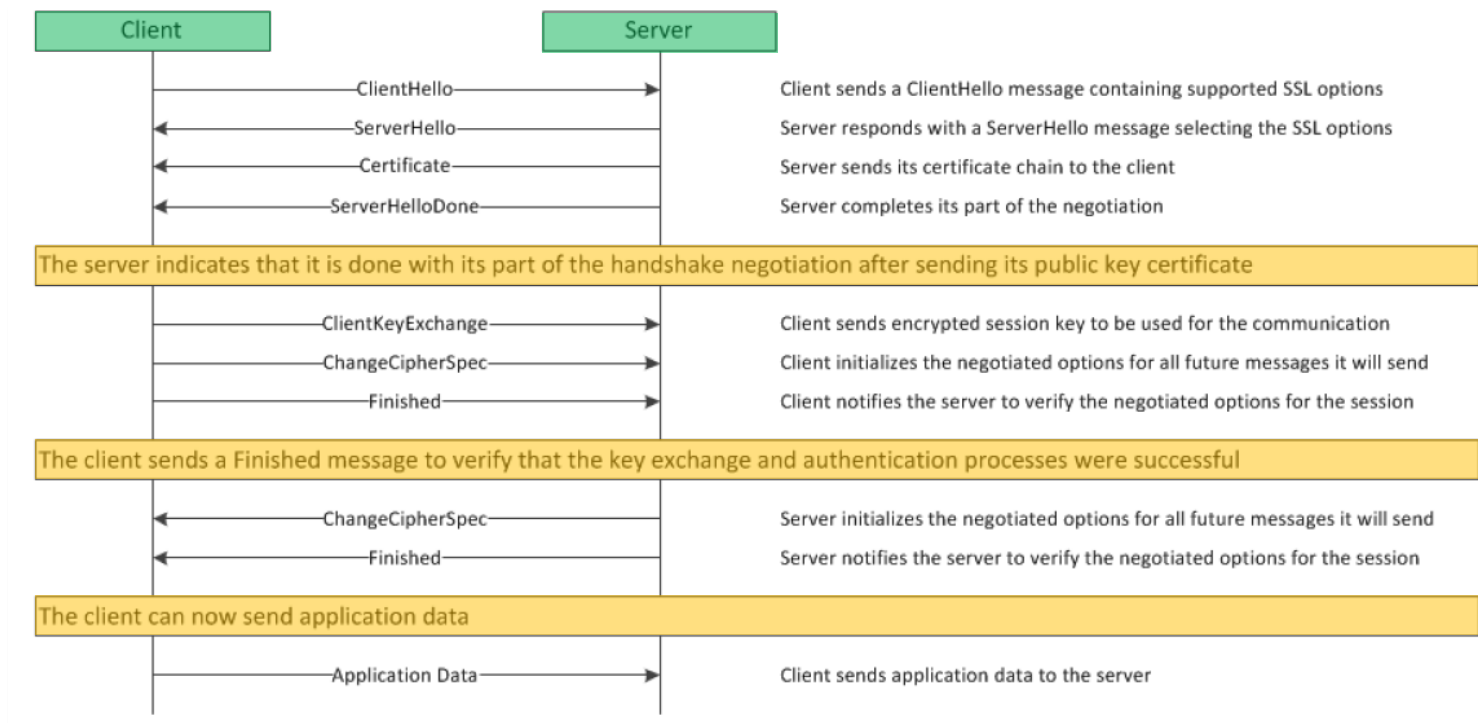 Client Server
ClientHello Client sends a ClientHello message containing supported SSL options
ServerHello Server responds with a ServerHello message selecting the SSL options
Certificate Server sends its certificate chain to the client
ServerHelloDone Server completes its part of the negotiation
The server indicates that it is done with its part of the handshake negotiation after sending its public key certificate
ClientKeyExchange Client sends encrypted session key to be used for the communication
ChangeCipherSpec Client initializes the negotiated options for all future messages it will send
Finished Client notifies the server to verify the negotiated options for the session
The client sends a Finished message to verify that the key exchange and authentication processes were successful
ChangeCipherSpec Server initializes the negotiated options for all future messages it will send
Finished Server notifies the server to verify the negotiated options for the session
The client can now send application data
Application Data Client sends application data to the server